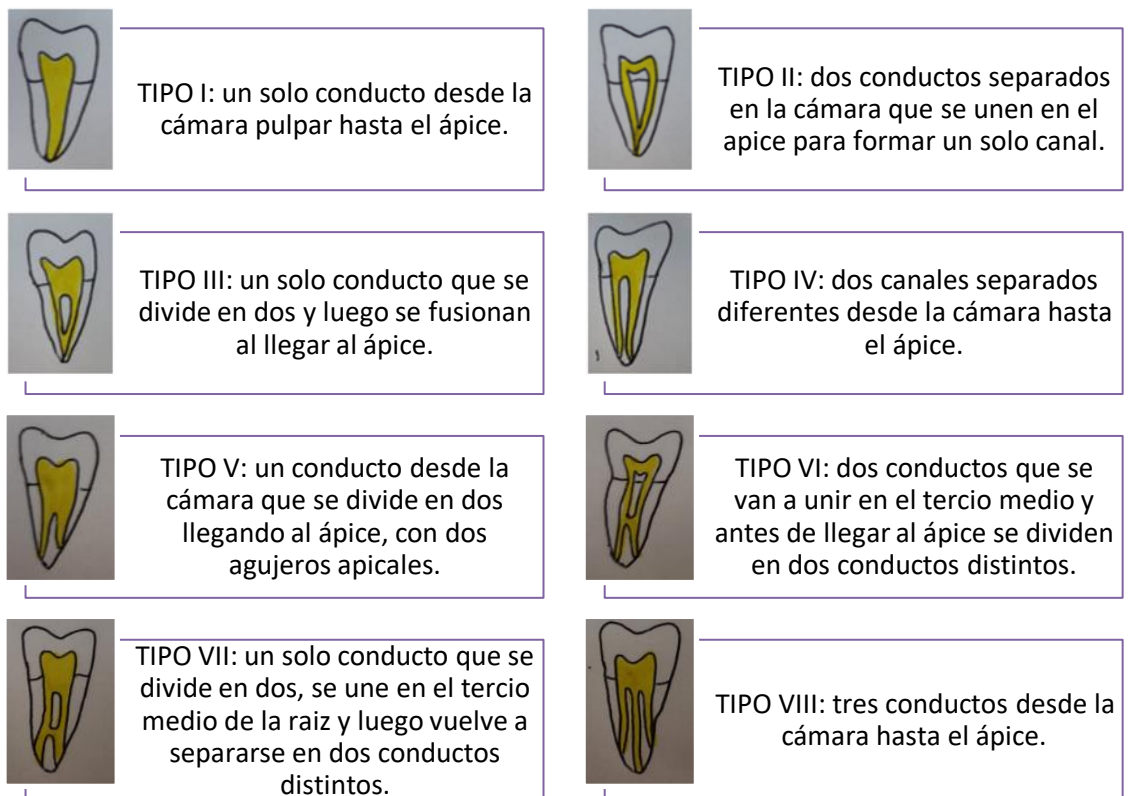 TIPO I: un solo conducto desde la
cámara pulpar hasta el ápice.
TIPO II: dos conductos separados
en la cámara que se unen en el
apice para formar un solo canal.
TIPO III: un solo conducto que se
divide en dos y luego se fusionan
al llegar al ápice.
TIPO IV: dos canales separados
diferentes desde la cámara hasta
el ápice.
TIPO V: un conducto desde la
cámara que se divide en dos
llegando al ápice, con dos
agujeros apicales.
TIPO VI: dos conductos que se
van a unir en el tercio medio y
antes de llegar al ápice se dividen
en dos conductos distintos.
TIPO VII: un solo conducto que se
divide en dos, se une en el tercio
medio de la raiz y luego vuelve a
separarse en dos conductos
distintos.
TIPO VIII: tres conductos desde la
cámara hasta el ápice.